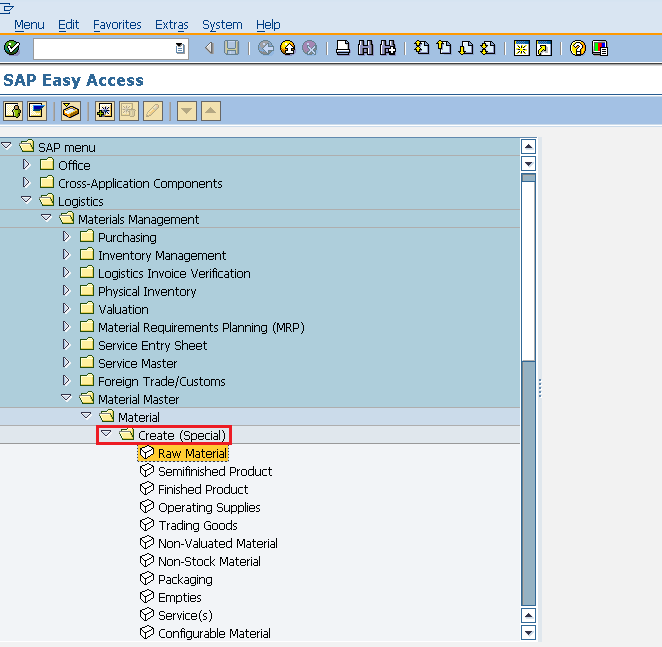 Menu Edit Favorites Extras System Help
SAP Easy Access
SAP menu
Office
Cross-Application Components
Logistics
Materials Management
Purchasing
Inventory Management
Logistics Invoice Verification
Physical Inventory
Valuation
Material Requirements Planning (MRP)
Service Entry Sheet
Service Master
Foreign Trade/Customs
Material Master
Material
Create (Special)
Raw Material
Semifinished Product
Finished Product
Operating Supplies
Trading Goods
Non-Valuated Material
Non-Stock Material
Packaging
Empties
Service(s)
Configurable Material